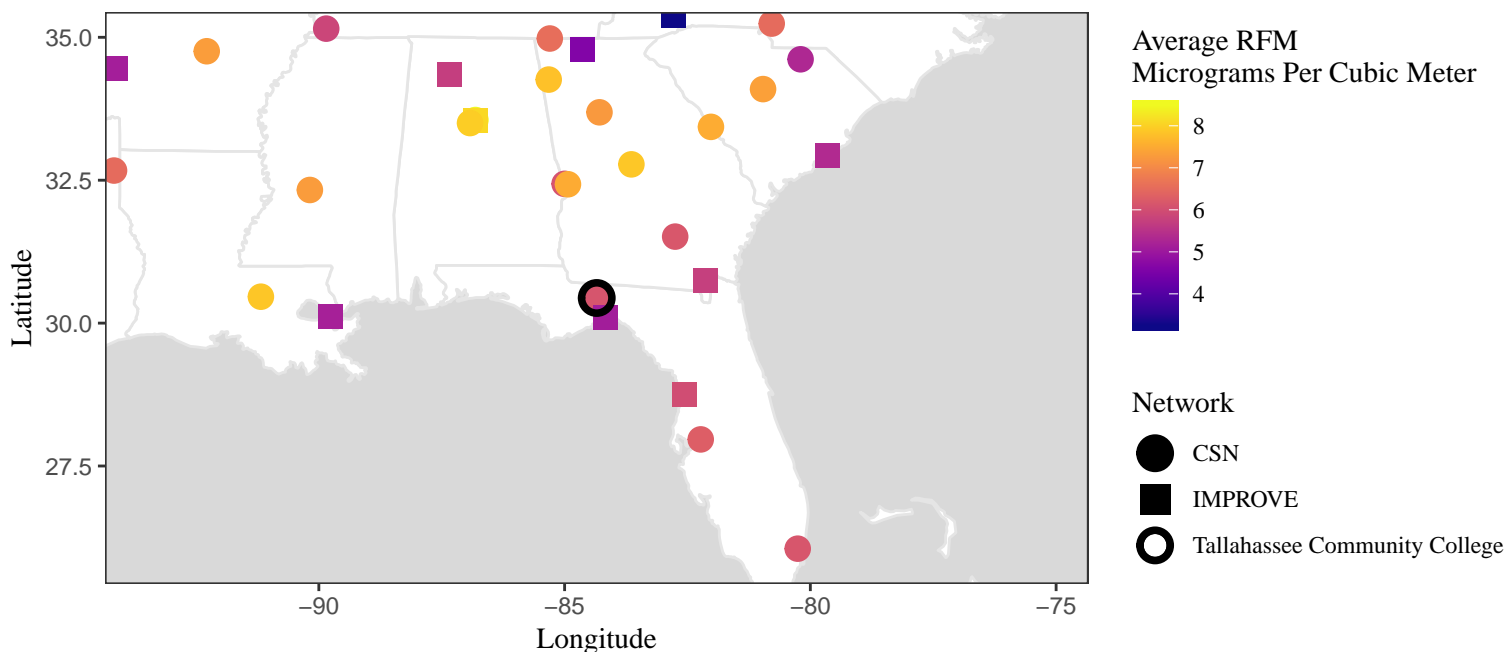 35.0
32.5
30.0
27.5
Latitude
−90
−85
−80
−75
Longitude
Average RFM
Micrograms Per Cubic Meter
8
7
6
5
4
Network
CSN
IMPROVE
Tallahassee Community College